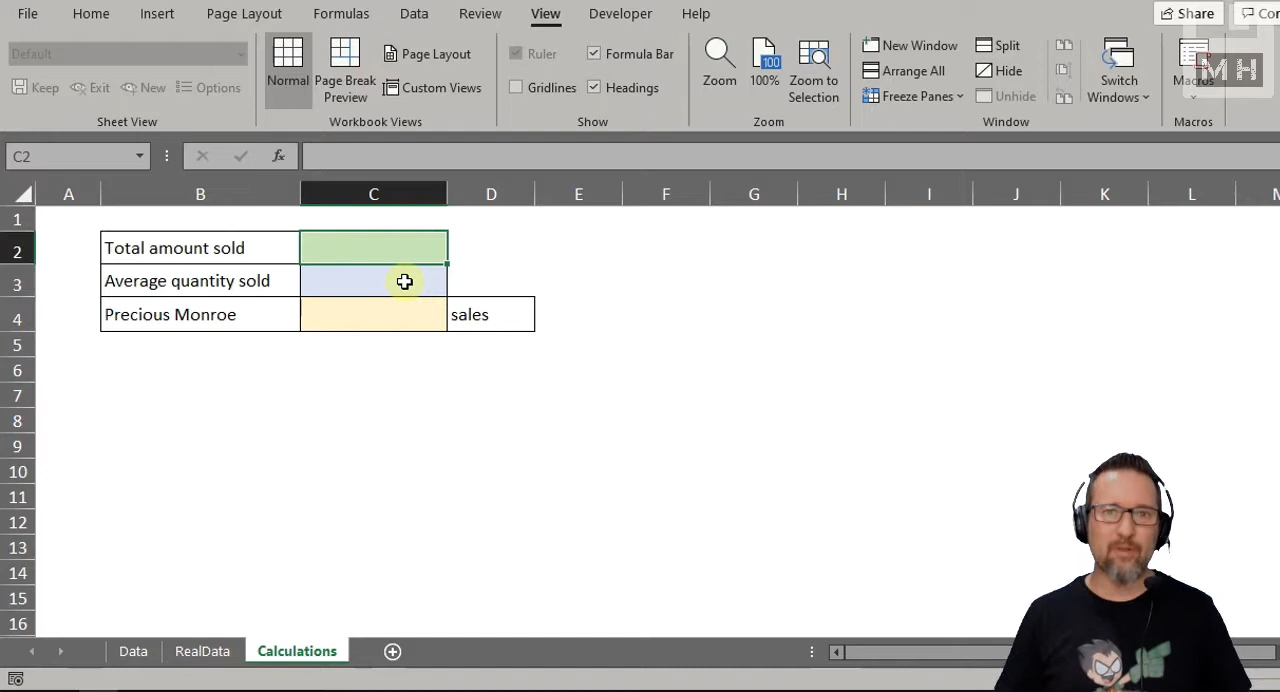 File Home Insert Page Layout Formulas Data Review View Developer Help Share Co
Default
Keep Exit New Options
Sheet View
Normal
Page Break Preview
Page Layout
Custom Views
Workbook Views
Ruler Formula Bar
Gridlines Headings
Show
Zoom
100
100%
Zoom to Selection
Zoom
New Window
Arrange All
Freeze Panes
Split
Hide
Unhide
Switch Windows
Window
Macros
Macros
MH
C2 fx
A B C D E F G H I J K L M
1
2 Total amount sold
3 Average quantity sold
4 Precious Monroe sales
5
6
7
8
9
10
11
12
13
14
15
16
Data RealData Calculations